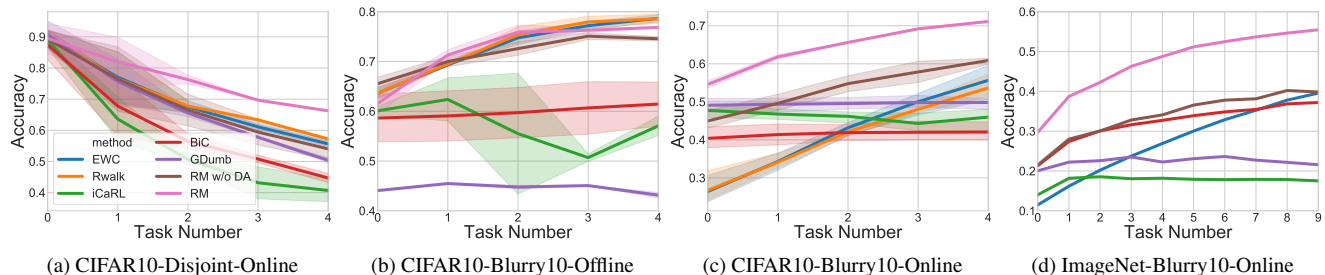 0.9
0.8
0.7
0.6
0.5
0.4
Accuracy
method
EWC
Rwalk
iCaRL
BiC
GDumb
RM w/o DA
RM
0 1 2 3 4
Task Number
(a) CIFAR10-Disjoint-Online
0.8
0.7
0.6
0.5
0.4
Accuracy
0 1 2 3 4
Task Number
(b) CIFAR10-Blurry10-Offline
0.7
0.6
0.5
0.4
0.3
Accuracy
0 1 2 3 4
Task Number
(c) CIFAR10-Blurry10-Online
0.6
0.5
0.4
0.3
0.2
0.1
Accuracy
0 1 2 3 4 5 6 7 8 9
Task Number
(d) ImageNet-Blurry10-Online